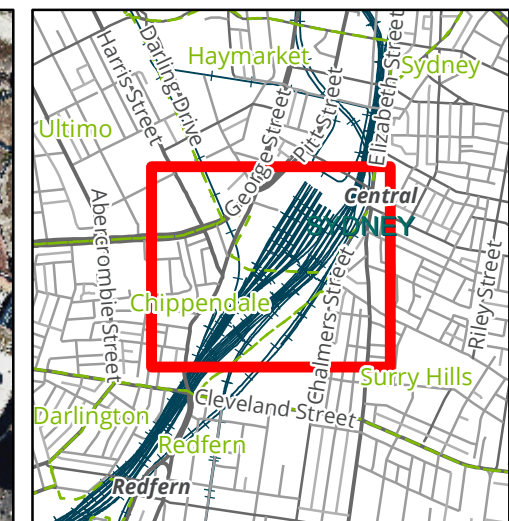 Haymarket
Sydney
Harris-Street
Darling-Drive
Elizabeth-Street
Pitt-Street
George-Street
Ultimo
Central
SYDNEY
Abercrombie-Street
Riley Street
Chippendale
Chalmers-Street
Surry Hills
Cleveland Street
Darlington
Redfern
Redfern